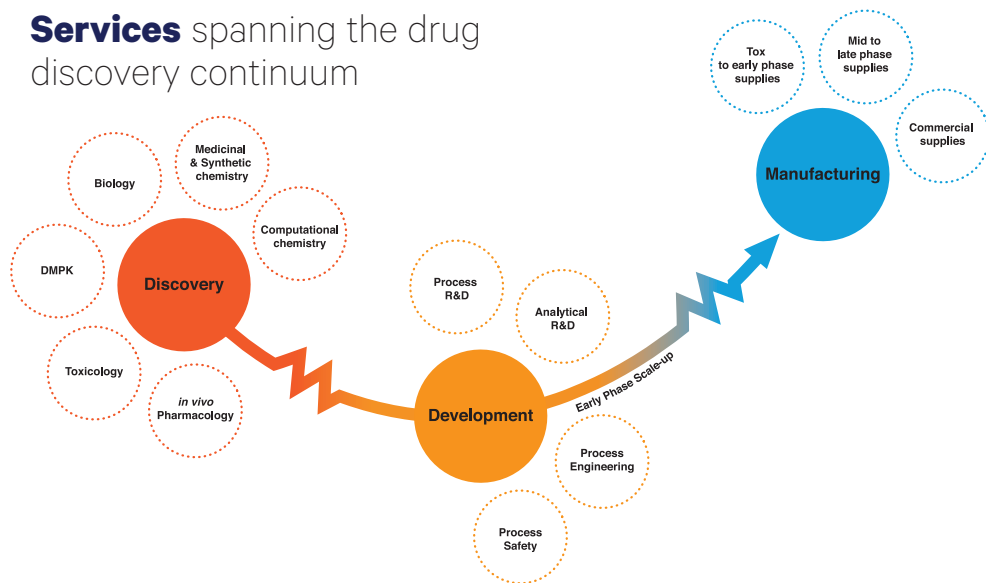 Services spanning the drug
discovery continuum
Biology
Medicinal
& Synthetic
chemistry
Computational
chemistry
DMPK
Discovery
Toxicology
in vivo
Pharmacology
Process
R&D
Analytical
R&D
Development
Early Phase Scale-up
Process
Engineering
Process
Safety
Tox
to early phase
supplies
Mid to
late phase
supplies
Commercial
supplies
Manufacturing